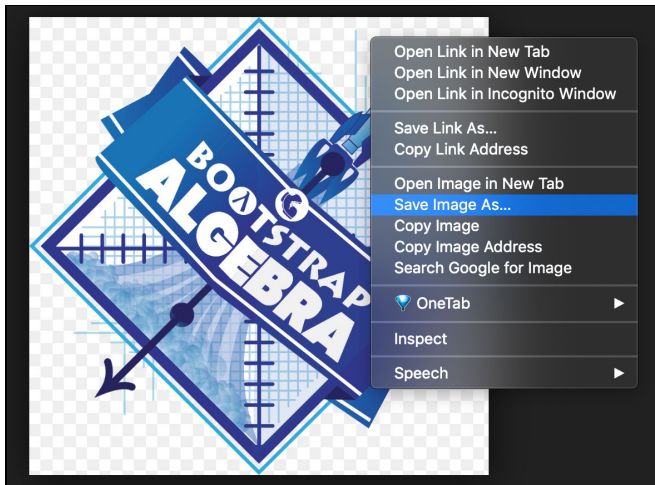 BOOTSTRAP
ALGEBRA
Open Link in New Tab
Open Link in New Window
Open Link in Incognito Window
Save Link As...
Copy Link Address
Open Image in New Tab
Save Image As...
Copy Image
Copy Image Address
Search Google for Image
OneTab
Inspect
Speech